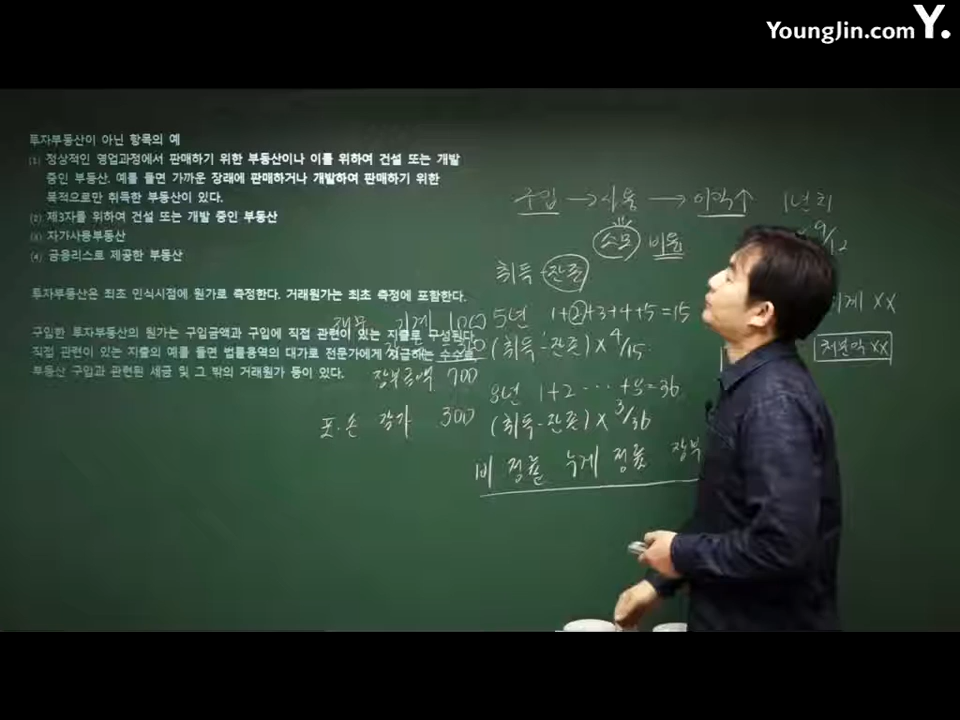 YoungJin.com Y.
투자부동산이 아닌 항목의 예
(1) 정상적인 영업과정에서 판매하기 위한 부동산이나 이를 위하여 건설 또는 개발
중인 부동산. 예를 들면 가까운 장래에 판매하거나 개발하여 판매하기 위한
목적으로만 취득한 부동산이 있다.
(2) 제3자를 위하여 건설 또는 개발 중인 부동산
(3) 자가사용부동산
(4) 금융리스로 제공한 부동산
투자부동산은 최초 인식시점에 원가로 측정한다. 거래원가는 최초 측정에 포함한다.
구입한 투자부동산의 원가는 구입금액과 구입에 직접 관련이 있는 지출로 구성된다.
직접 관련이 있는 지출의 예를 들면 법률용역의 대가로 전문가에게 지급하는 수수료,
부동산 구입과 관련된 세금 및 그 밖의 거래원가 등이 있다.
재무 기계 1000
장부금액 700
포.손 감가 300
구입 → 사용 → 이익↑
소모 비율
취득 - 잔존
5년 1+2+3+4+5=15
(취득-잔존)× 4/15
8년 1+2 ... +8=36
(취득-잔존)× 3/36
비 정률 누계 정률 장부
9/12
누계 xx
처분익 xx